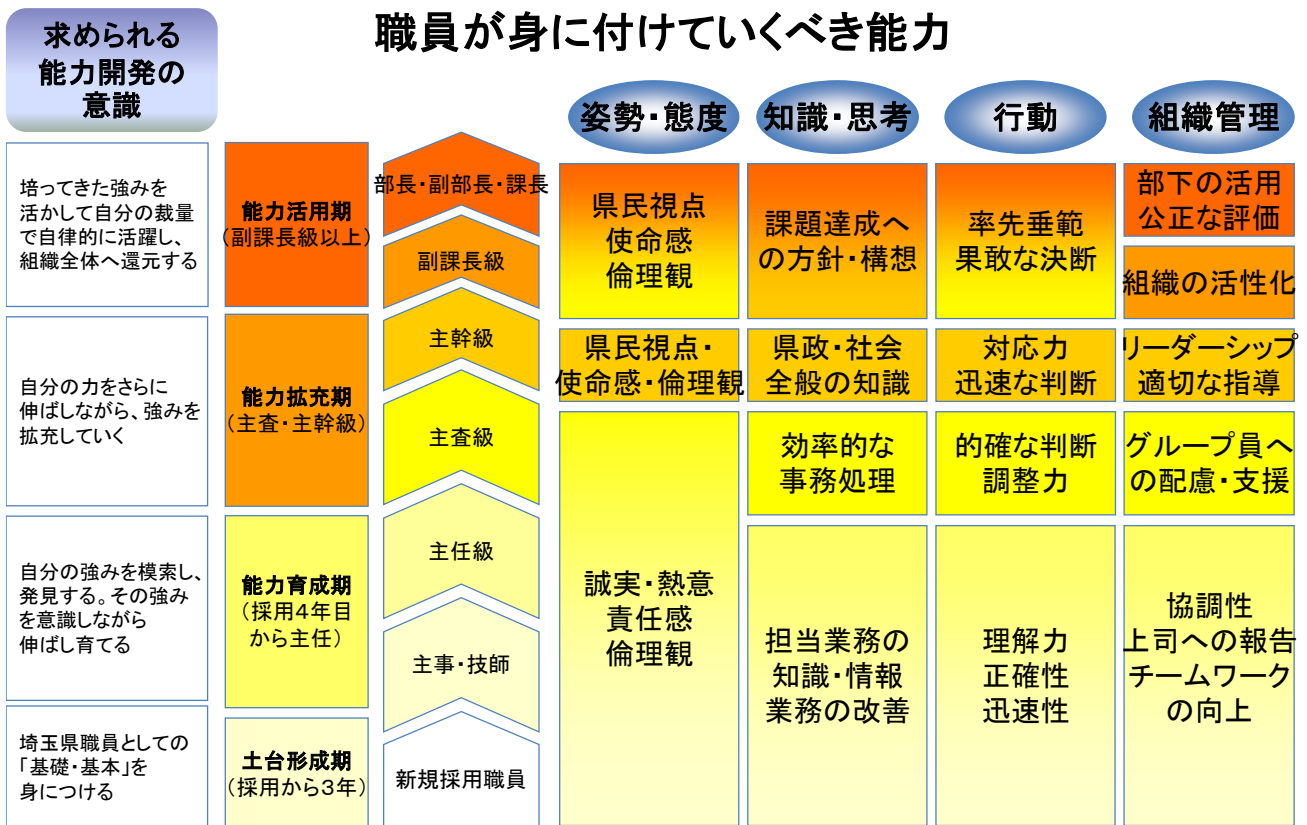 求められる
能力開発の
意識
職員が身に付けていくべき能力
姿勢・態度
知識・思考
行動
組織管理
培ってきた強みを
活かして自分の裁量
で自律的に活躍し、
組織全体へ還元する
能力活用期
(副課長級以上)
部長・副部長・課長
副課長級
県民視点
使命感
倫理観
課題達成へ
の方針・構想
率先垂範
果敢な決断
部下の活用
公正な評価
組織の活性化
自分の力をさらに
伸ばしながら、強みを
拡充していく
能力拡充期
(主査・主幹級)
主幹級
主査級
県民視点・
使命感・倫理観
県政・社会
全般の知識
対応力
迅速な判断
リーダーシップ
適切な指導
効率的な
事務処理
的確な判断
調整力
グループ員へ
の配慮・支援
自分の強みを模索し、
発見する。その強み
を意識しながら
伸ばし育てる
能力育成期
(採用4年目
から主任)
主任級
主事・技師
誠実・熱意
責任感
倫理観
担当業務の
知識・情報
業務の改善
理解力
正確性
迅速性
協調性
上司への報告
チームワーク
の向上
埼玉県職員としての
「基礎・基本」を
身につける
土台形成期
(採用から3年)
新規採用職員